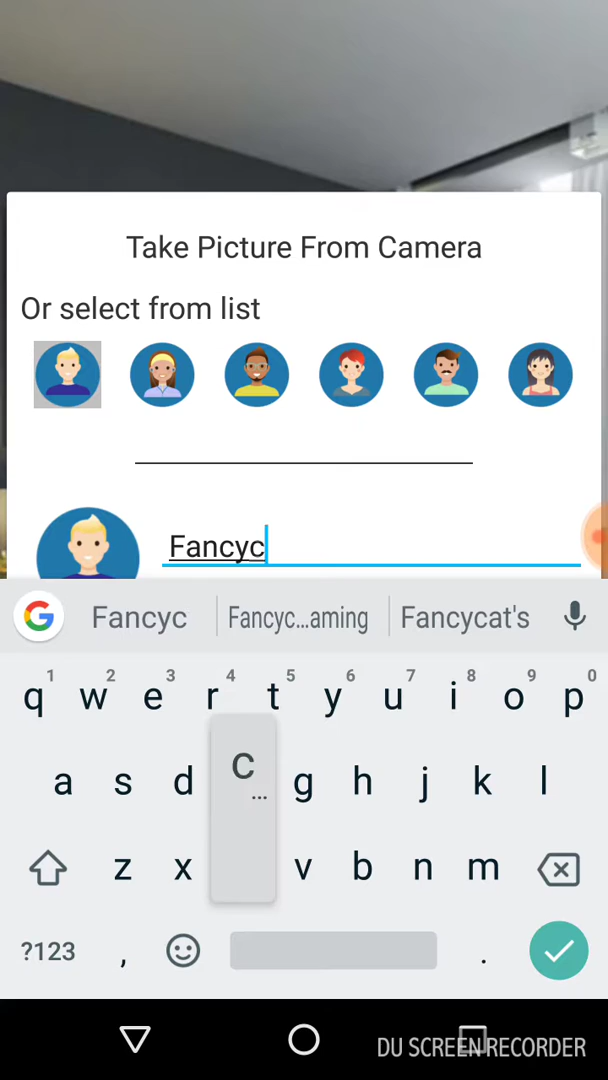 Take Picture From Camera
Or select from list
Fancyc
Fancyc Fancyc...aming Fancycat's
1 2 3 4 5 6 7 8 9 0
q w e r t y u i o p
a s d c... g h j k l
z x v b n m
?123 , .
DU SCREEN RECORDER